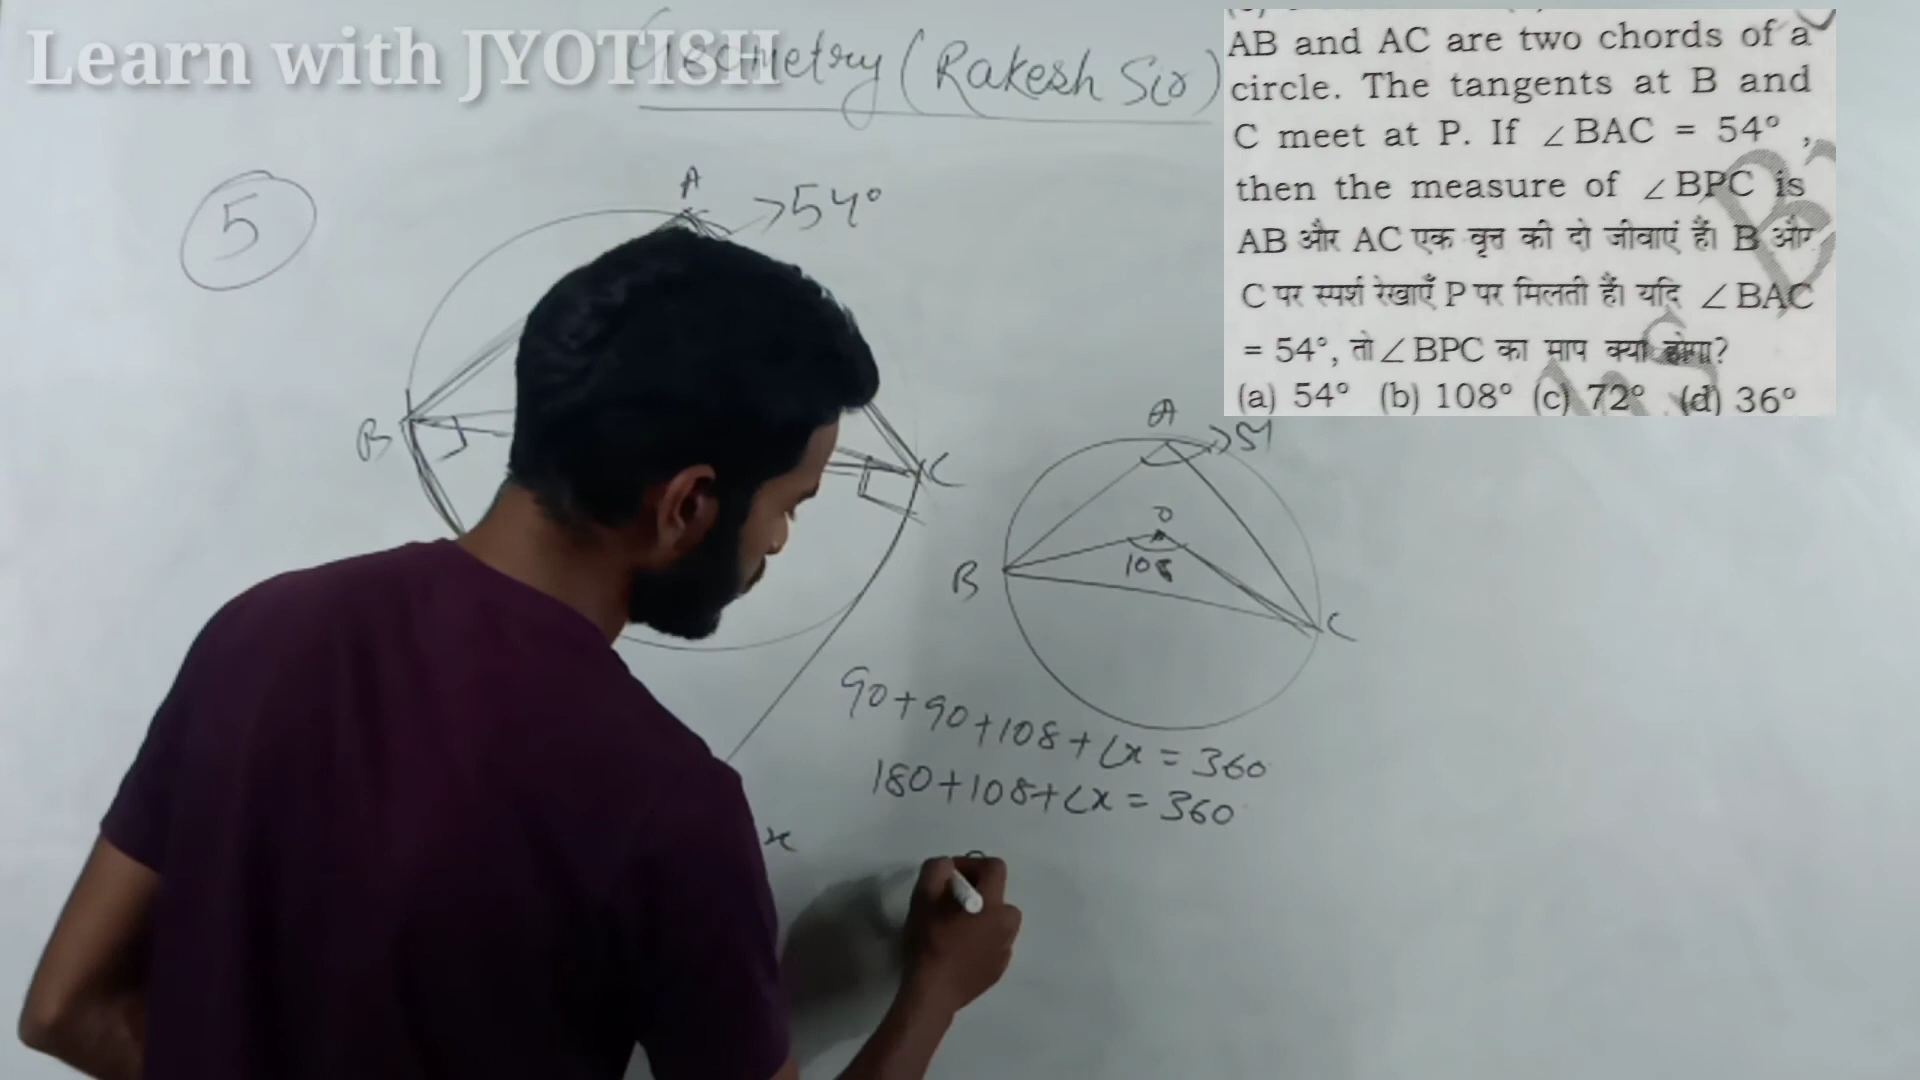 Learn with JYOTISH
Geometry (Rakesh Sir)
AB and AC are two chords of a
circle. The tangents at B and
C meet at P. If ∠BAC = 54° ,
then the measure of ∠BPC is
AB और AC एक वृत्त की दो जीवाएं हैं। B और
C पर स्पर्श रेखाएँ P पर मिलती हैं। यदि ∠BAC
= 54°, तो ∠BPC का माप क्या होगा?
(a) 54° (b) 108° (c) 72° (d) 36°
5
A
54°
B
C
x
A
54
O
108
B
C
90+90+108+∠x = 360
180+108+∠x = 360